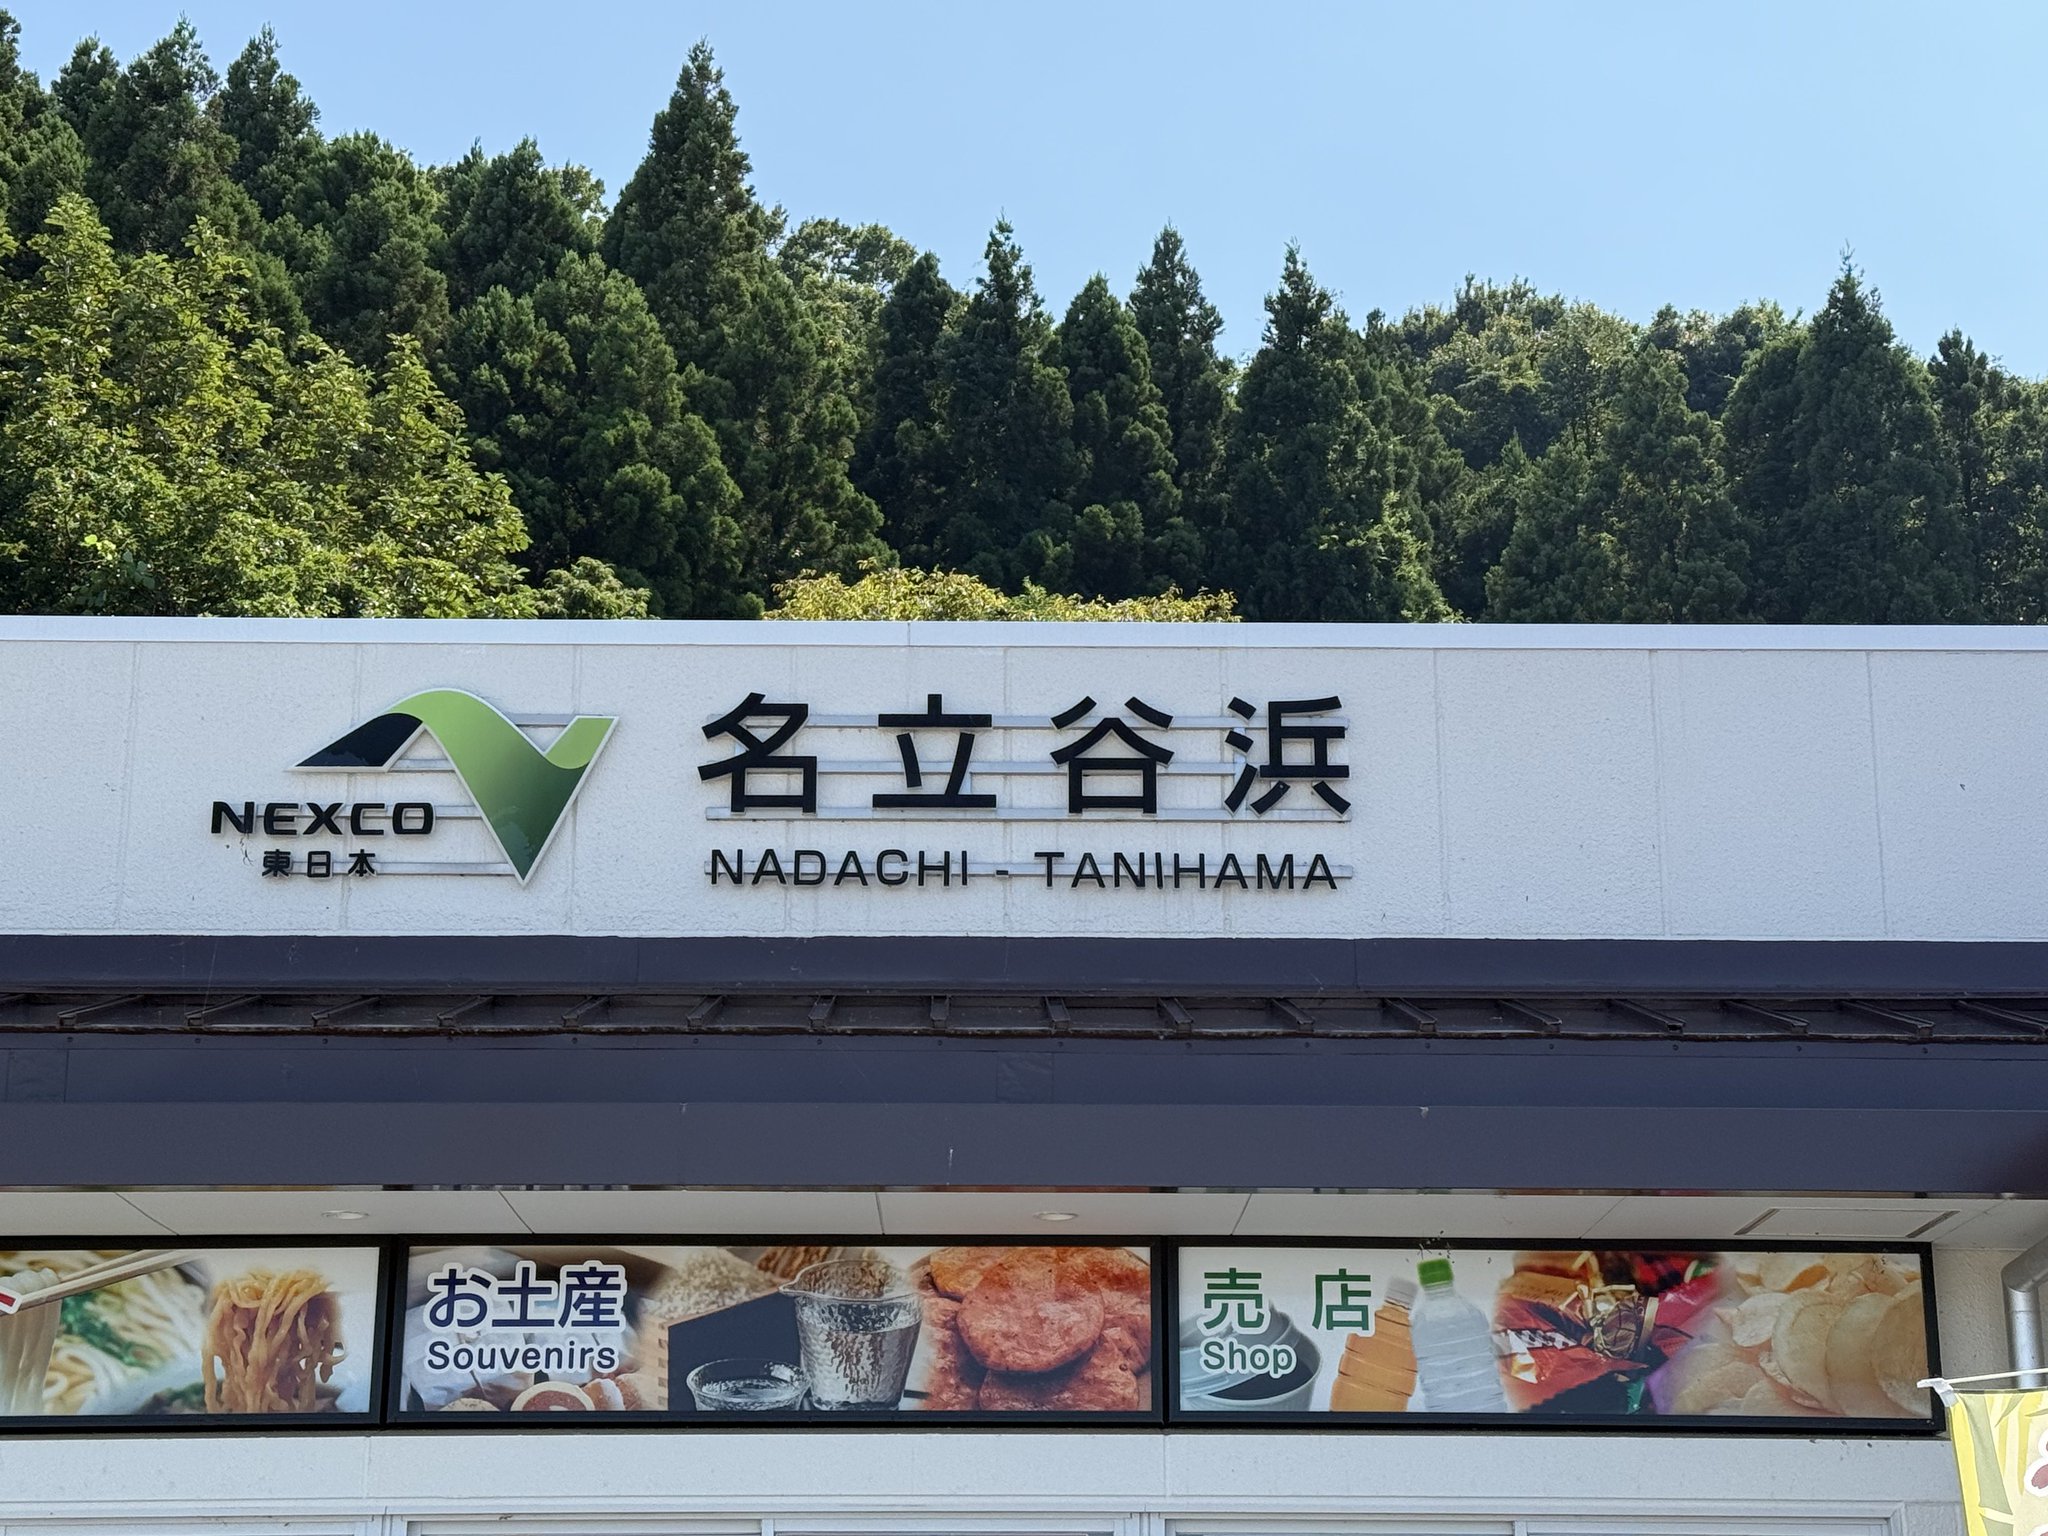 名立谷浜
NEXCO
東日本
NADACHI - TANIHAMA
お土産
Souvenirs
売店
Shop